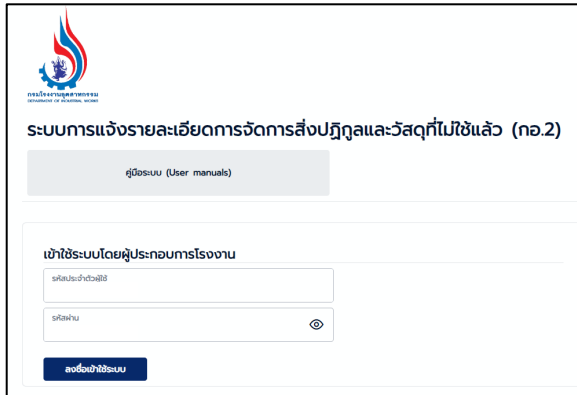 กรมโรงงานอุตสาหกรรม
DEPARTMENT OF INDUSTRIAL WORKS
ระบบการแจ้งรายละเอียดการจัดการสิ่งปฏิกูลและวัสดุที่ไม่ใช้แล้ว (กอ.2)
คู่มือระบบ (User manuals)
เข้าใช้ระบบโดยผู้ประกอบการโรงงาน
รหัสประจำตัวผู้ใช้
รหัสผ่าน
ลงชื่อเข้าใช้ระบบ